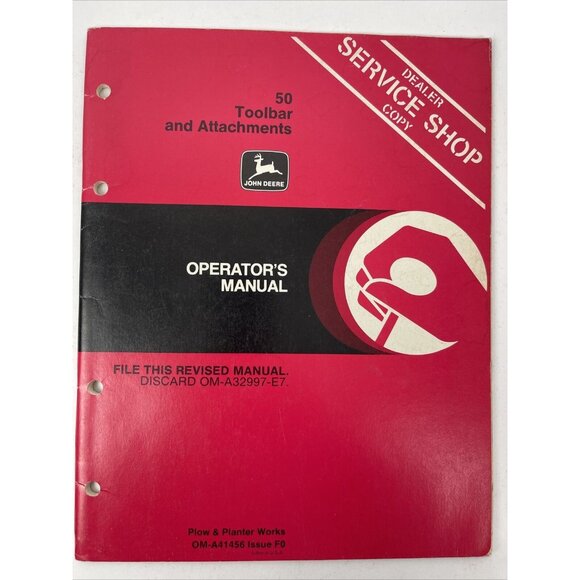 DEALER
SERVICE SHOP
COPY
50
Toolbar
and Attachments
JOHN DEERE
OPERATOR'S
MANUAL
FILE THIS REVISED MANUAL.
DISCARD OM-A32997-E7.
Plow & Planter Works
OM-A41456 Issue F0